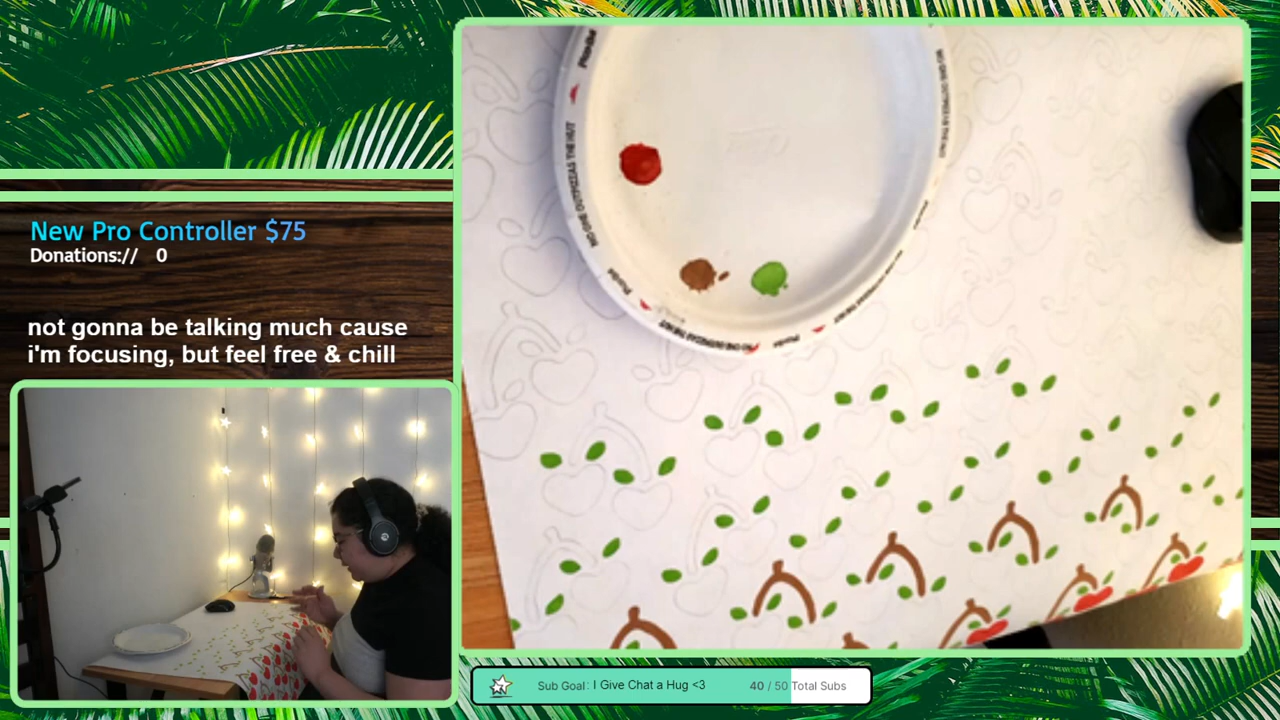 New Pro Controller $75
Donations:// 0
not gonna be talking much cause
i'm focusing, but feel free & chill
Sub Goal: I Give Chat a Hug <3 40 / 50 Total Subs